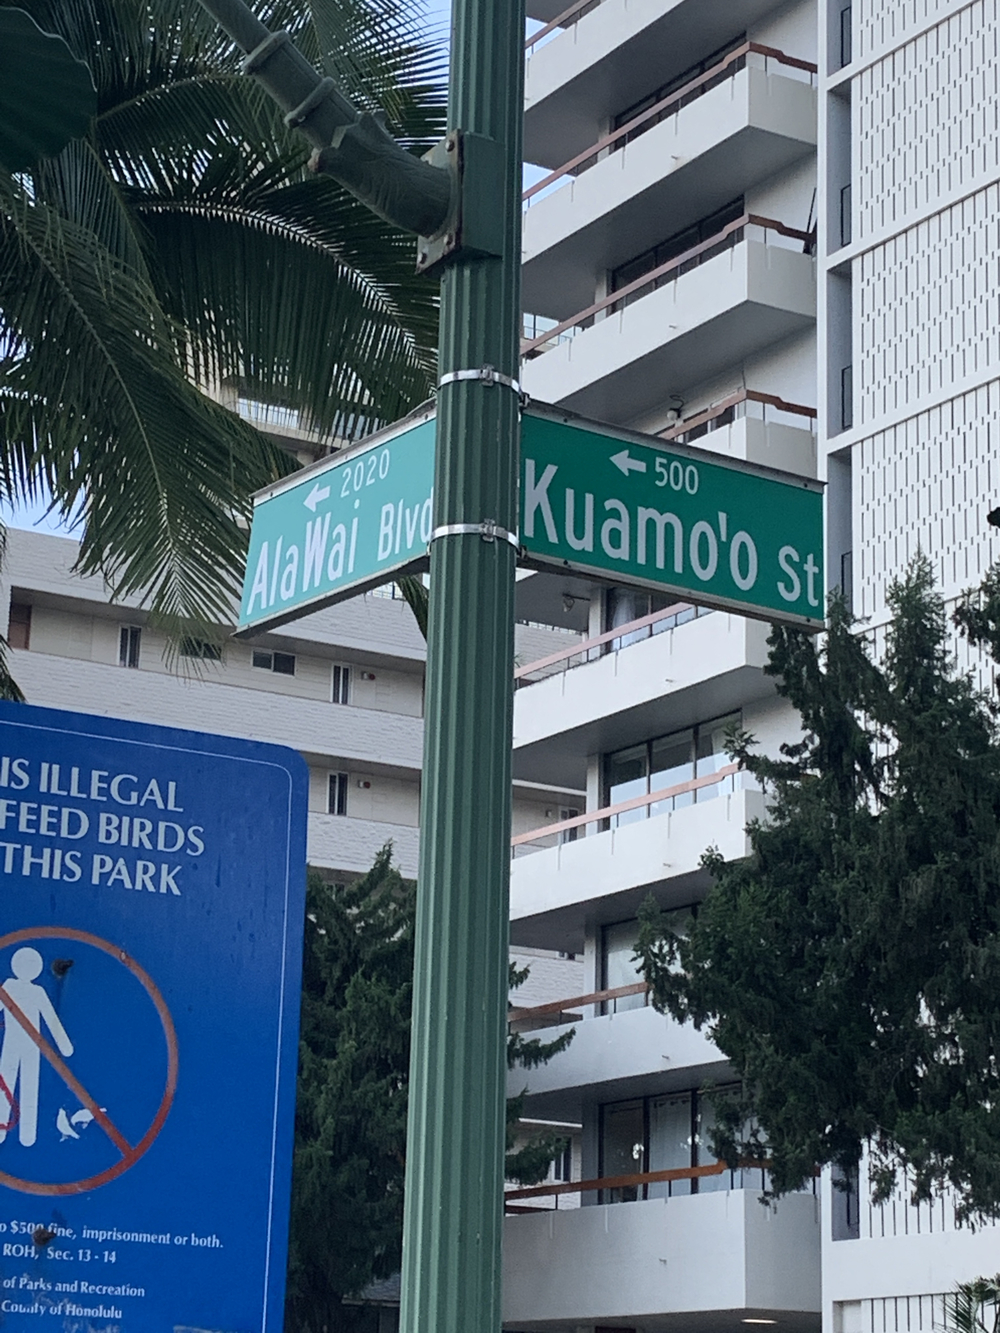 ← 2020
AlaWai Blvd
← 500
Kuamo'o St
IS ILLEGAL
FEED BIRDS
THIS PARK
$500 fine, imprisonment or both.
ROH, Sec. 13 - 14
of Parks and Recreation
County of Honolulu